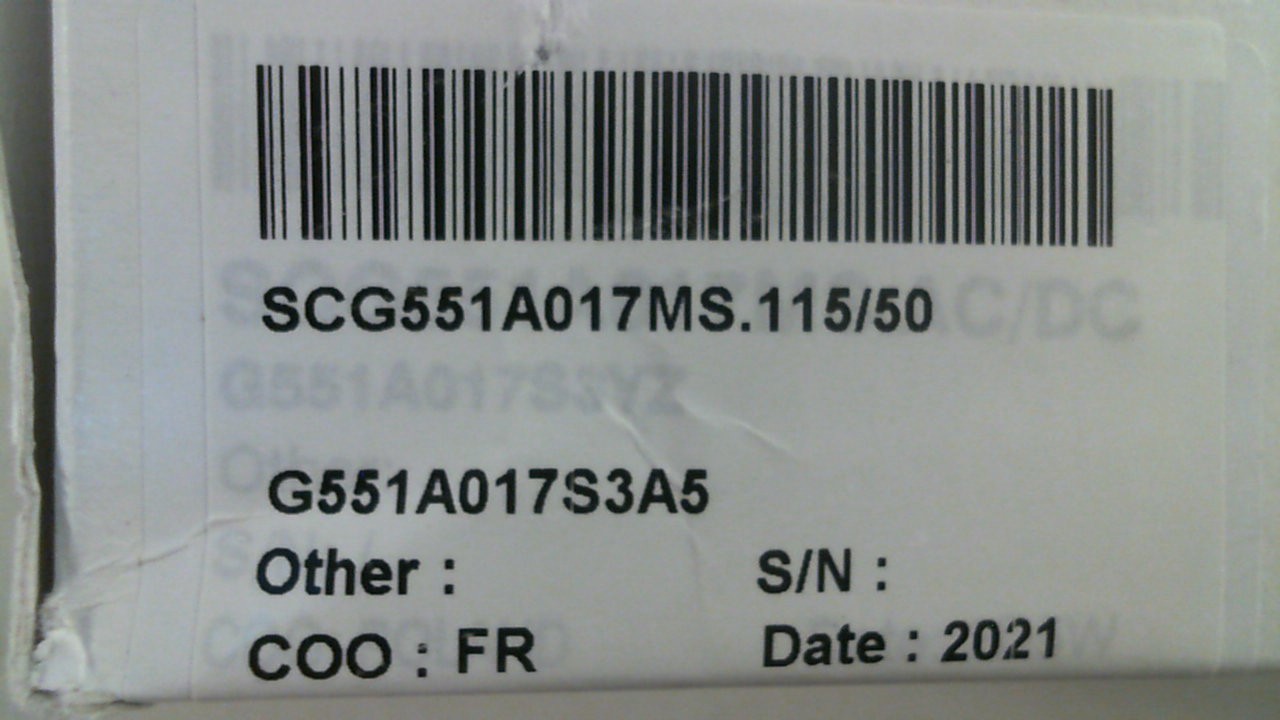 SCG551A017MS.115/50
G551A017S3A5
Other :
S/N :
COO : FR
Date : 2021